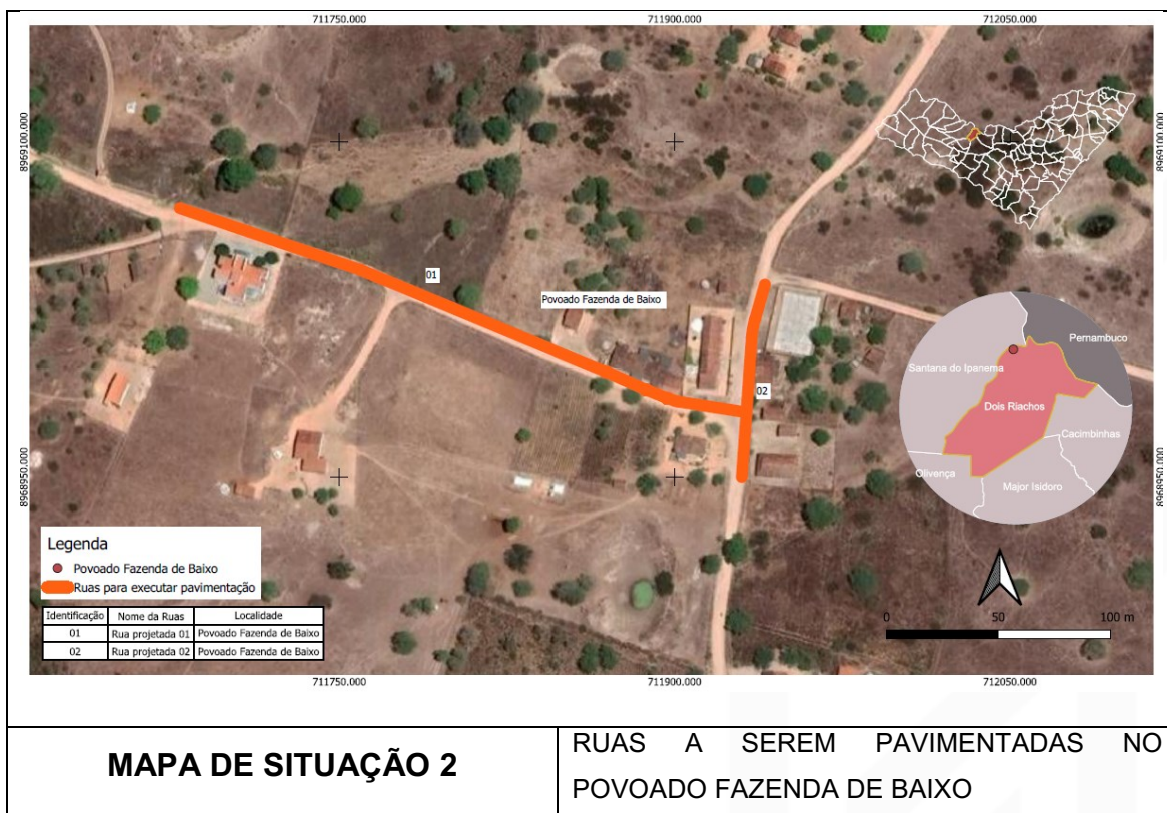 711750.000
711900.000
712050.000
8969100.000
8969100.000
01
Povoado Fazenda de Baixo
02
Pernambuco
Santana do Ipanema
Dois Riachos
Cacimbinhas
Olivença
Major Isidoro
8968950.000
8968950.000
Legenda
Povoado Fazenda de Baixo
Ruas para executar pavimentação
Identificação Nome da Ruas Localidade
01 Rua projetada 01 Povoado Fazenda de Baixo
02 Rua projetada 02 Povoado Fazenda de Baixo
0 50 100 m
711750.000
711900.000
712050.000
MAPA DE SITUAÇÃO 2
RUAS A SEREM PAVIMENTADAS NO
POVOADO FAZENDA DE BAIXO